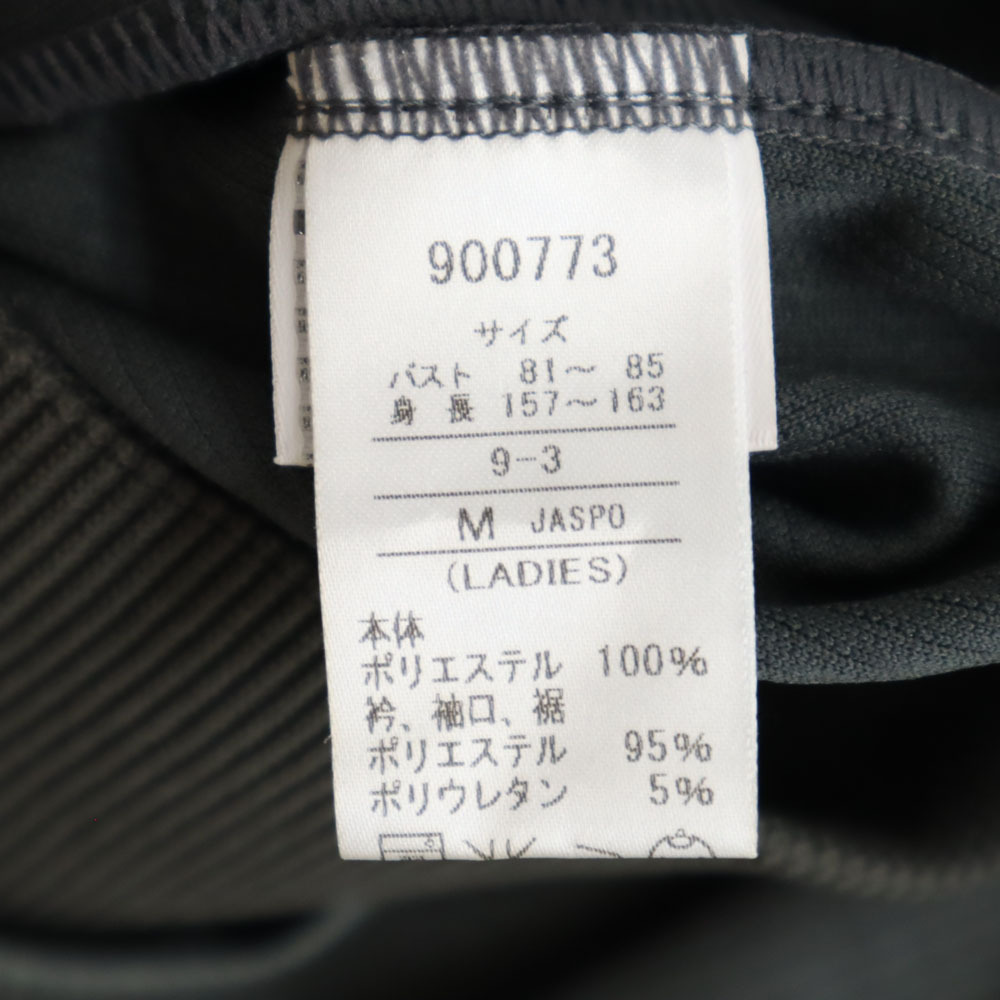 900773
サイズ
バスト 81～ 85
身 長 157～163
9-3
M JASPO
(LADIES)
本体
ポリエステル 100%
衿、袖口、裾
ポリエステル 95%
ポリウレタン 5%